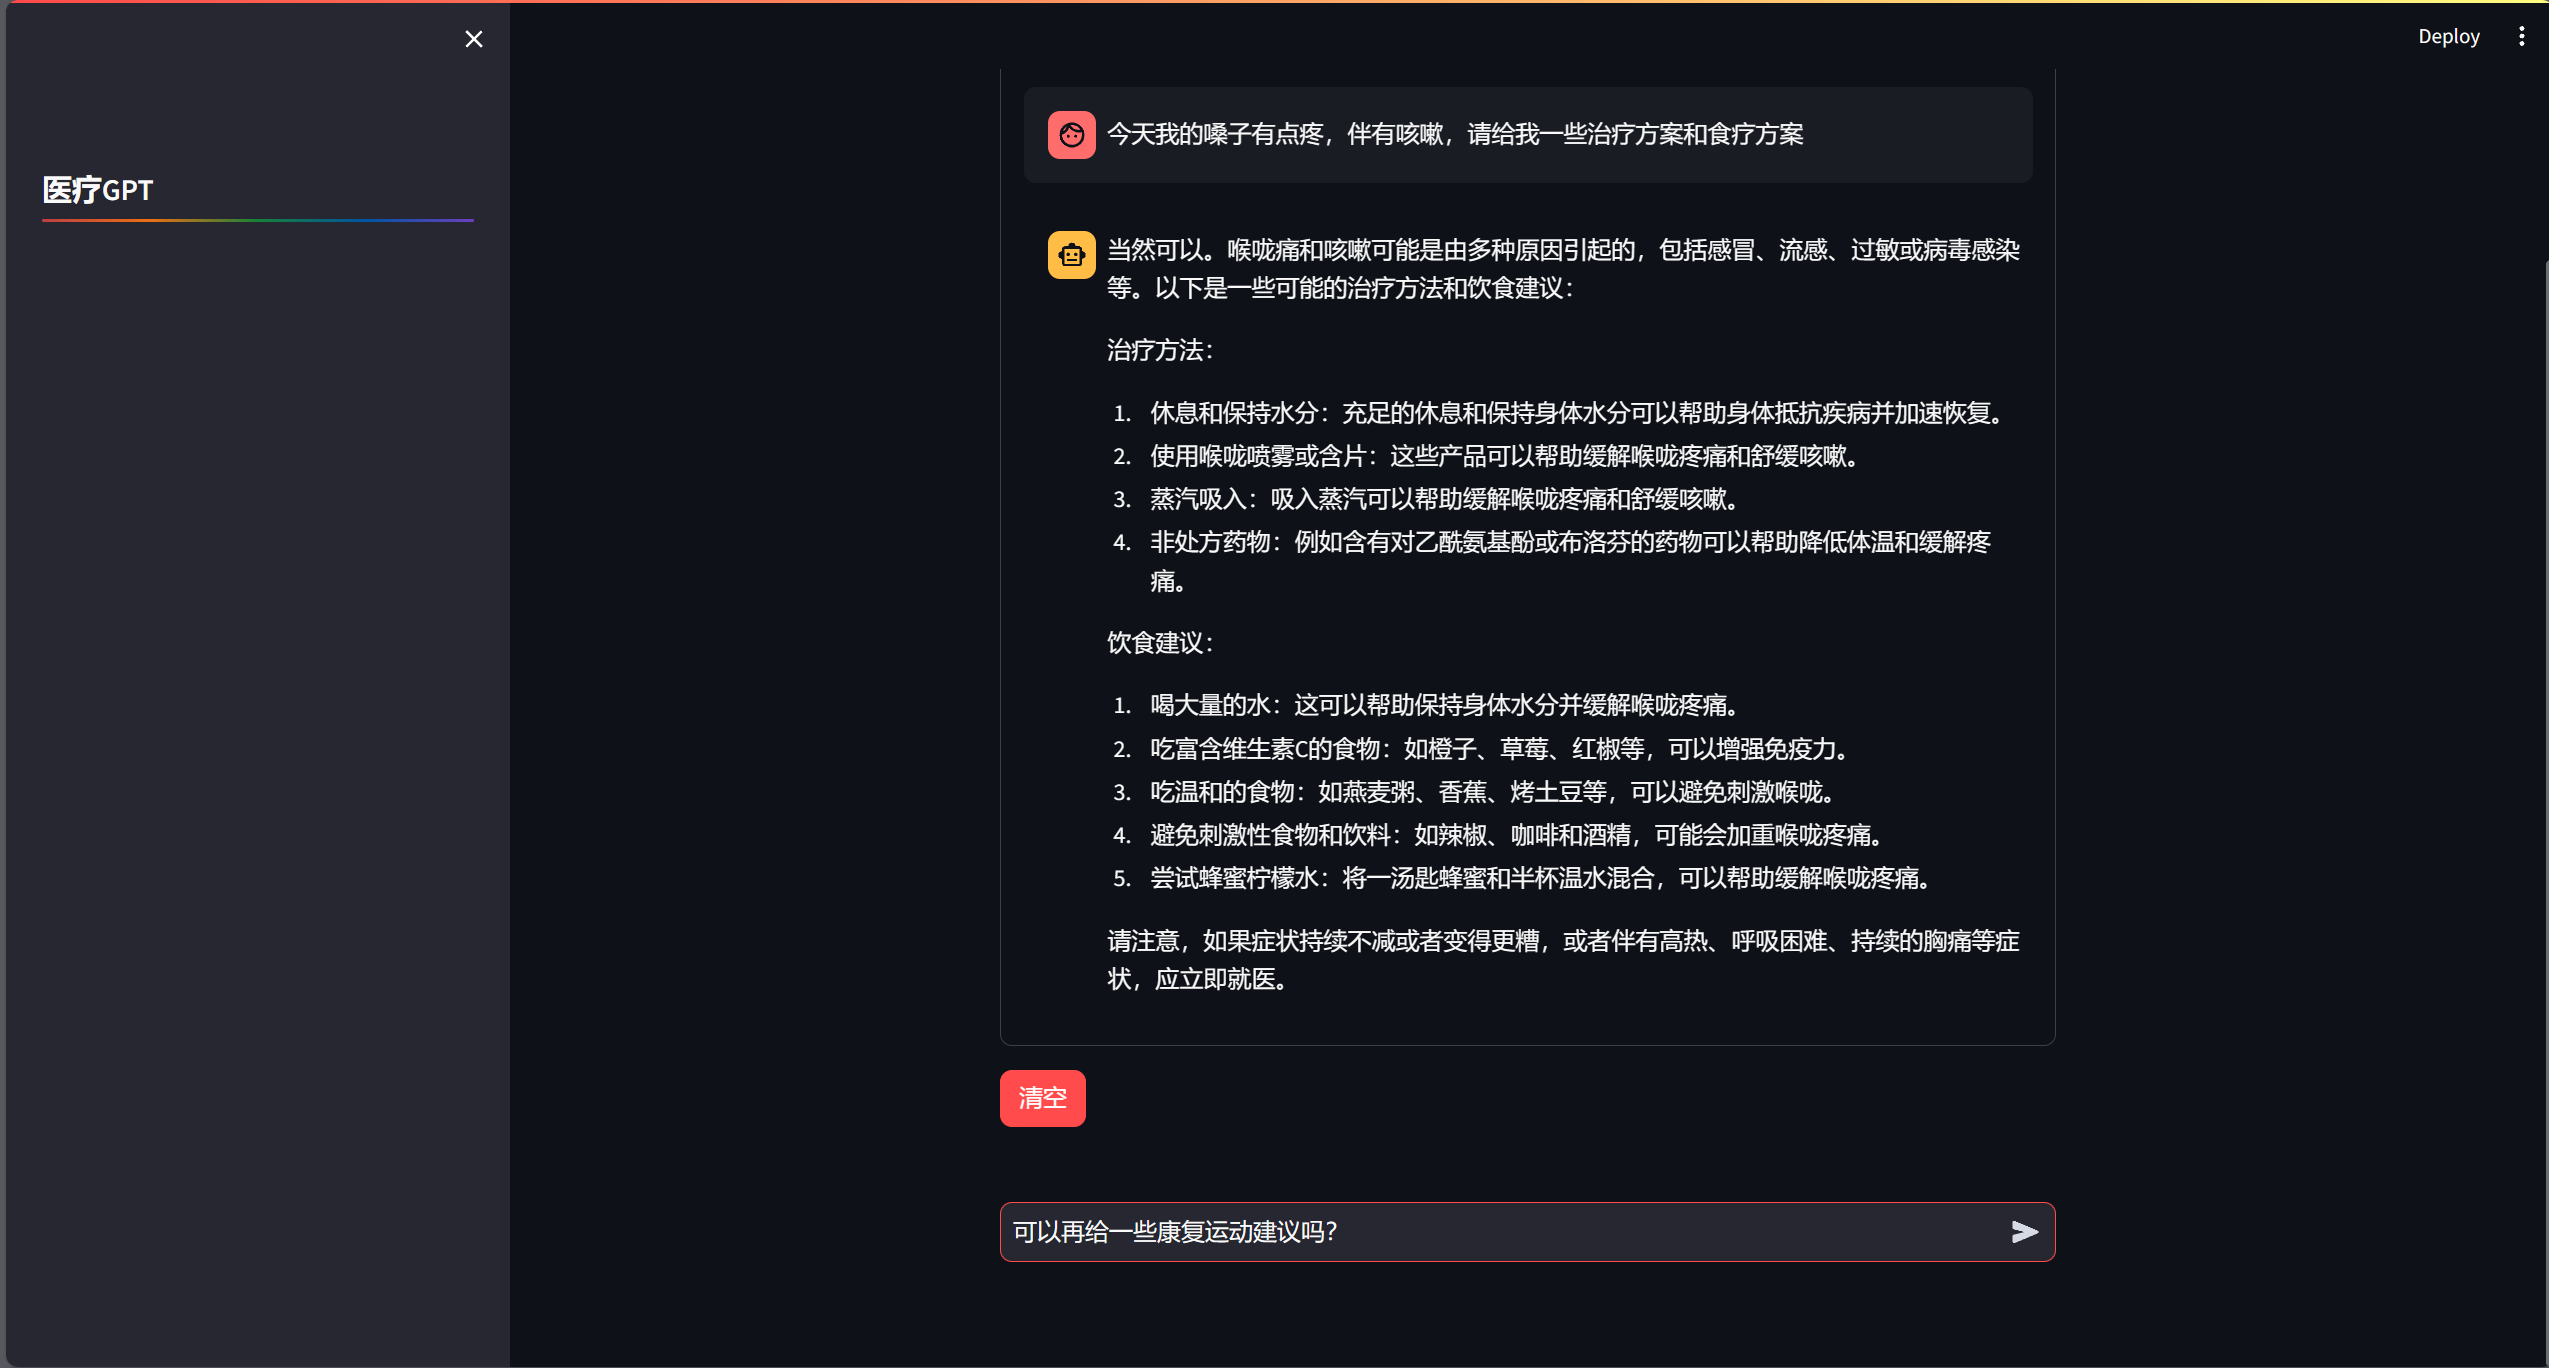 Deploy
医疗GPT
今天我的嗓子有点疼，伴有咳嗽，请给我一些治疗方案和食疗方案
当然可以。喉咙痛和咳嗽可能是由多种原因引起的，包括感冒、流感、过敏或病毒感染
等。以下是一些可能的治疗方法和饮食建议：
治疗方法：
1. 休息和保持水分：充足的休息和保持身体水分可以帮助身体抵抗疾病并加速恢复。
2. 使用喉咙喷雾或含片：这些产品可以帮助缓解喉咙疼痛和舒缓咳嗽。
3. 蒸汽吸入：吸入蒸汽可以帮助缓解喉咙疼痛和舒缓咳嗽。
4. 非处方药物：例如含有对乙酰氨基酚或布洛芬的药物可以帮助降低体温和缓解疼
痛。
饮食建议：
1. 喝大量的水：这可以帮助保持身体水分并缓解喉咙疼痛。
2. 吃富含维生素C的食物：如橙子、草莓、红椒等，可以增强免疫力。
3. 吃温和的食物：如燕麦粥、香蕉、烤土豆等，可以避免刺激喉咙。
4. 避免刺激性食物和饮料：如辣椒、咖啡和酒精，可能会加重喉咙疼痛。
5. 尝试蜂蜜柠檬水：将一汤匙蜂蜜和半杯温水混合，可以帮助缓解喉咙疼痛。
请注意，如果症状持续不减或者变得更糟，或者伴有高热、呼吸困难、持续的胸痛等症
状，应立即就医。
清空
可以再给一些康复运动建议吗？